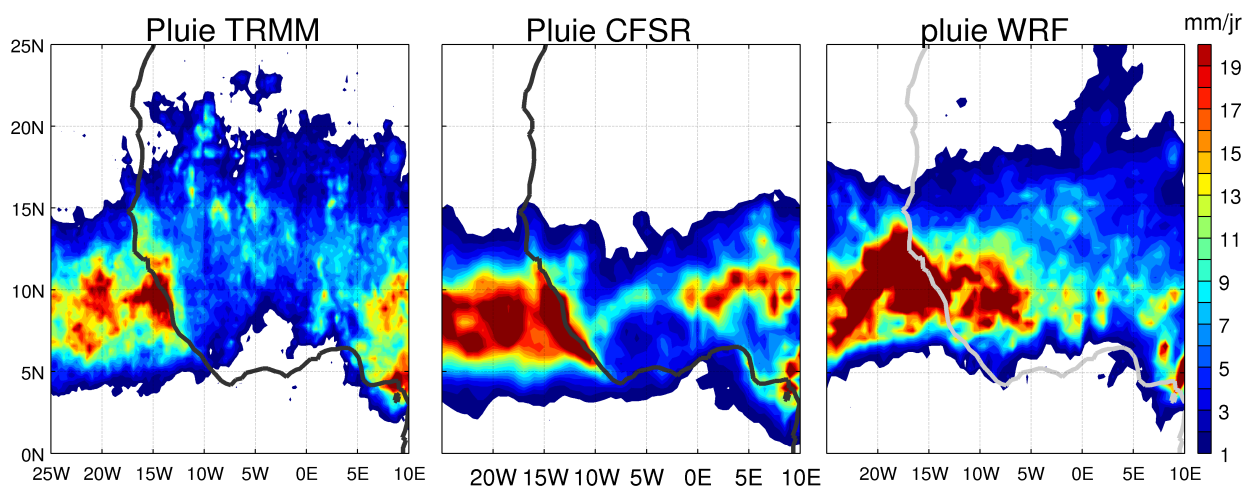 Pluie TRMM
Pluie CFSR
pluie WRF
mm/jr
25N
20N
15N
10N
5N
0N
25W 20W 15W 10W 5W 0E 5E 10E
20W 15W 10W 5W 0E 5E 10E
20W 15W 10W 5W 0E 5E 10E
19
17
15
13
11
9
7
5
3
1